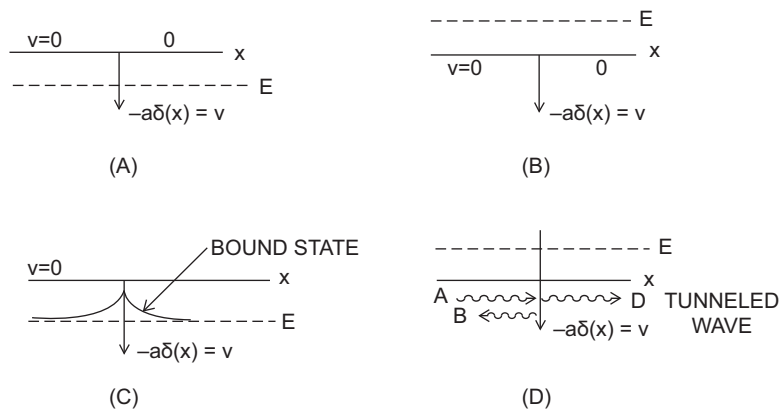 v=0 0 x
E
–aδ(x) = v
(A)
E
x
v=0 0
–aδ(x) = v
(B)
BOUND STATE
v=0 x
E
–aδ(x) = v
(C)
E
x
A D TUNNELED
B WAVE
–aδ(x) = v
(D)